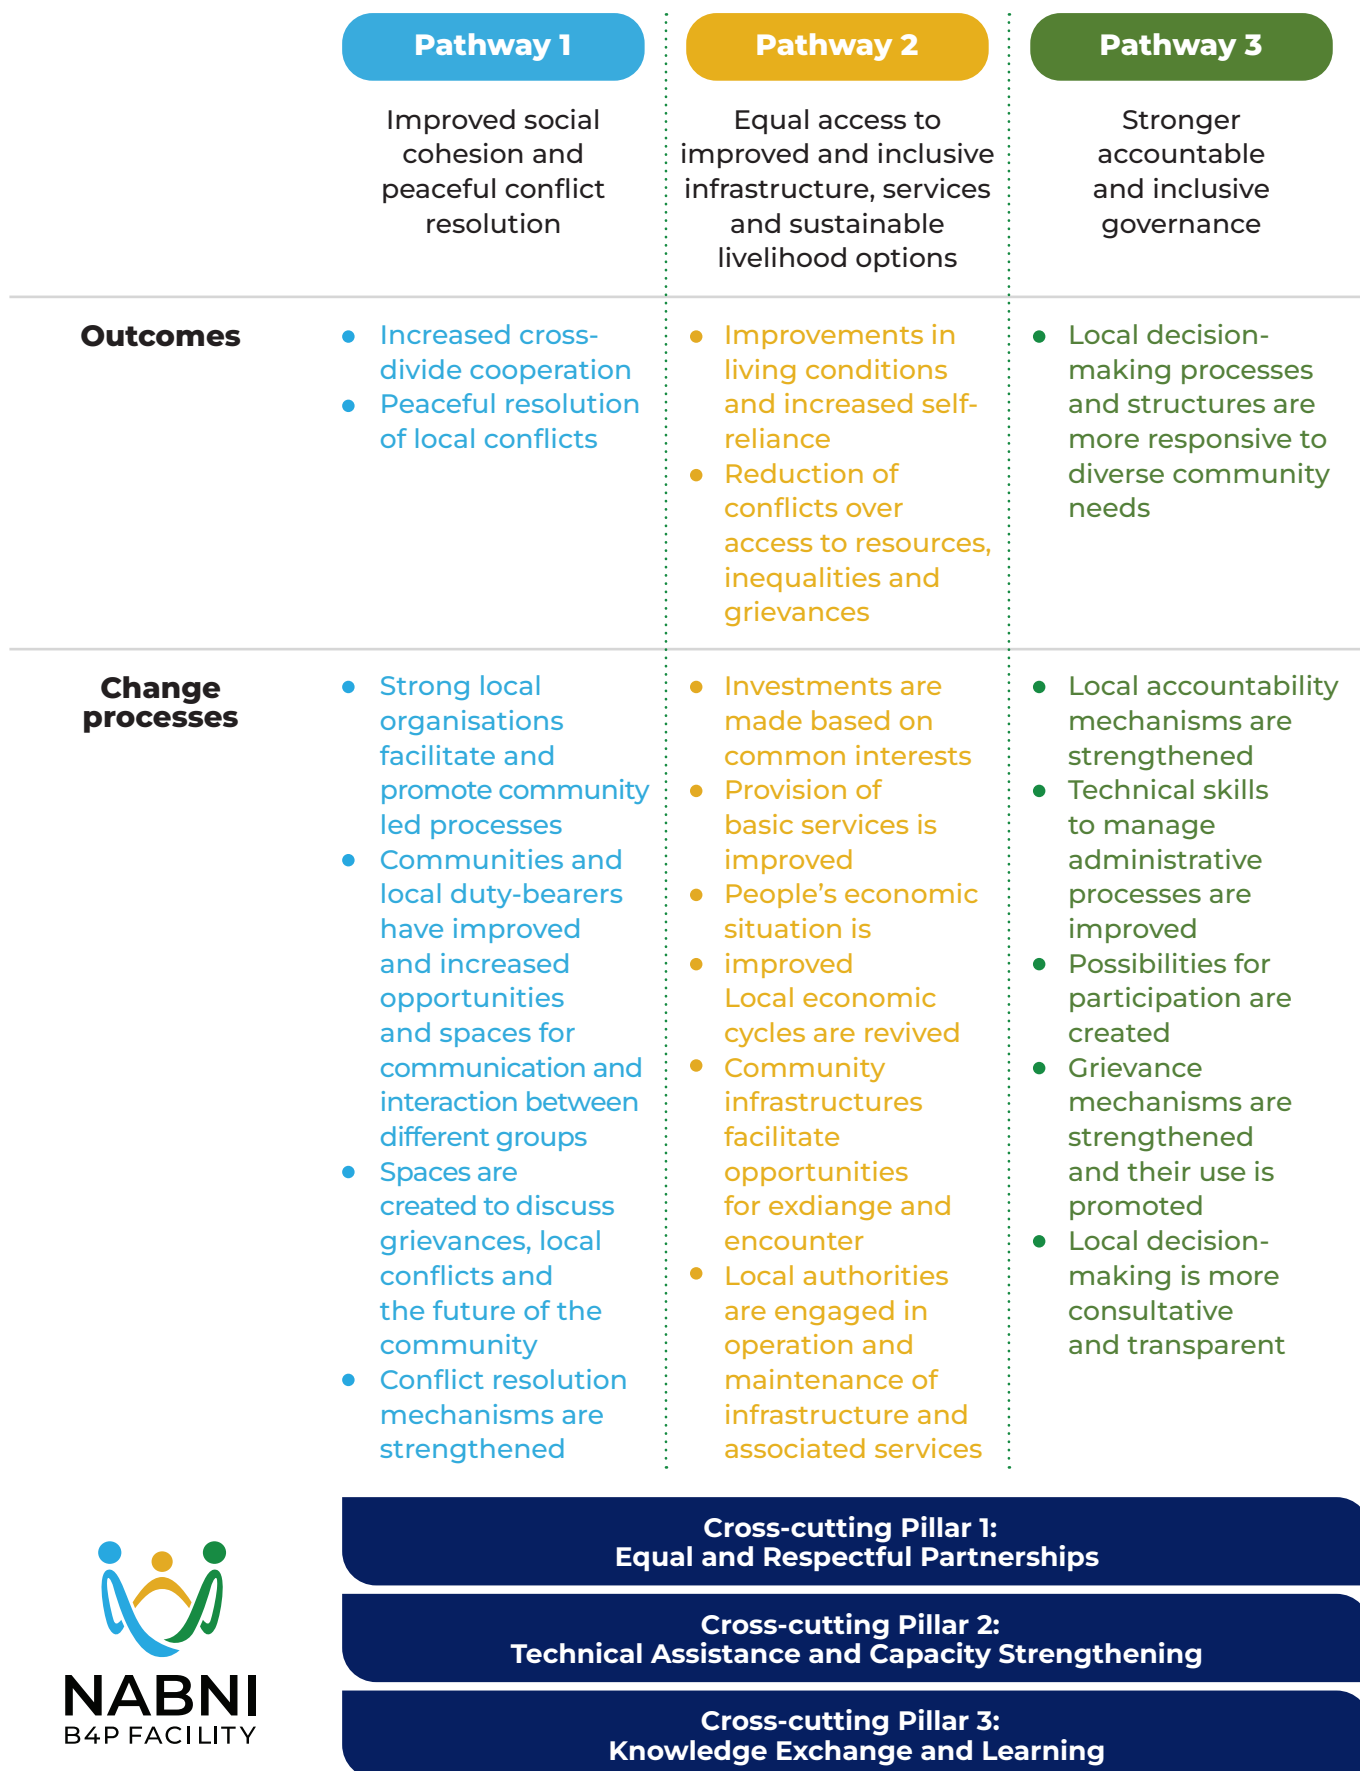 Pathway 1
Improved social
cohesion and
peaceful conflict
resolution
Pathway 2
Equal access to
improved and inclusive
infrastructure, services
and sustainable
livelihood options
Pathway 3
Stronger
accountable
and inclusive
governance
Outcomes
Increased cross-
divide cooperation
Peaceful resolution
of local conflicts
Improvements in
living conditions
and increased self-
reliance
Reduction of
conflicts over
access to resources,
inequalities and
grievances
Local decision-
making processes
and structures are
more responsive to
diverse community
needs
Change
processes
Strong local
organisations
facilitate and
promote community
led processes
Communities and
local duty-bearers
have improved
and increased
opportunities
and spaces for
communication and
interaction between
different groups
Spaces are
created to discuss
grievances, local
conflicts and
the future of the
community
Conflict resolution
mechanisms are
strengthened
Investments are
made based on
common interests
Provision of
basic services is
improved
People’s economic
situation is
improved
Local economic
cycles are revived
Community
infrastructures
facilitate
opportunities
for exdiange and
encounter
Local authorities
are engaged in
operation and
maintenance of
infrastructure and
associated services
Local accountability
mechanisms are
strengthened
Technical skills
to manage
administrative
processes are
improved
Possibilities for
participation are
created
Grievance
mechanisms are
strengthened
and their use is
promoted
Local decision-
making is more
consultative
and transparent
Cross-cutting Pillar 1:
Equal and Respectful Partnerships
Cross-cutting Pillar 2:
Technical Assistance and Capacity Strengthening
Cross-cutting Pillar 3:
Knowledge Exchange and Learning
NABNI
B4P FACILITY